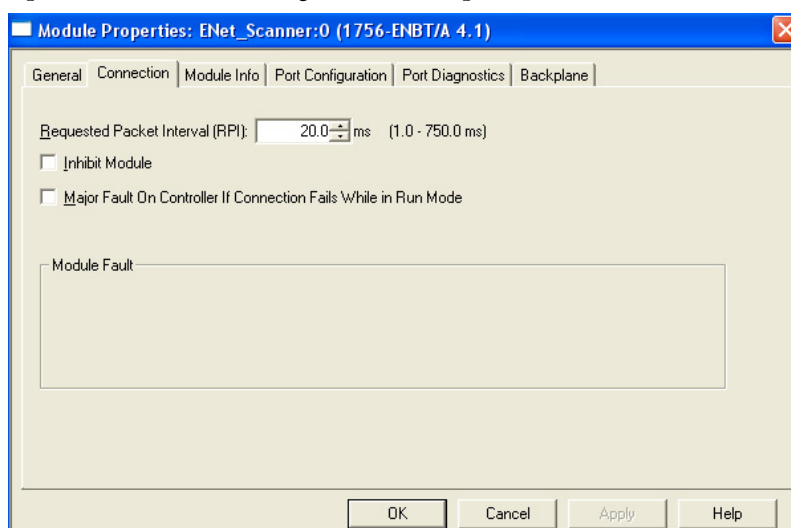 Module Properties: ENet_Scanner:0 (1756-ENBT/A 4.1)
General Connection Module Info Port Configuration Port Diagnostics Backplane
Requested Packet Interval (RPI): 20.0 ms (1.0 - 750.0 ms)
Inhibit Module
Major Fault On Controller If Connection Fails While in Run Mode
Module Fault
OK Cancel Apply Help